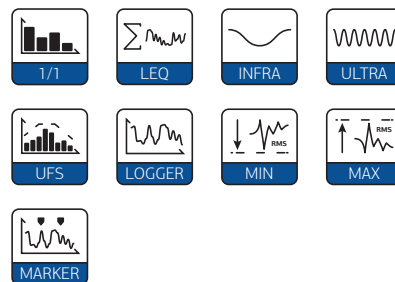 1/1
LEQ
INFRA
ULTRA
UFS
LOGGER
RMS
MIN
RMS
MAX
MARKER